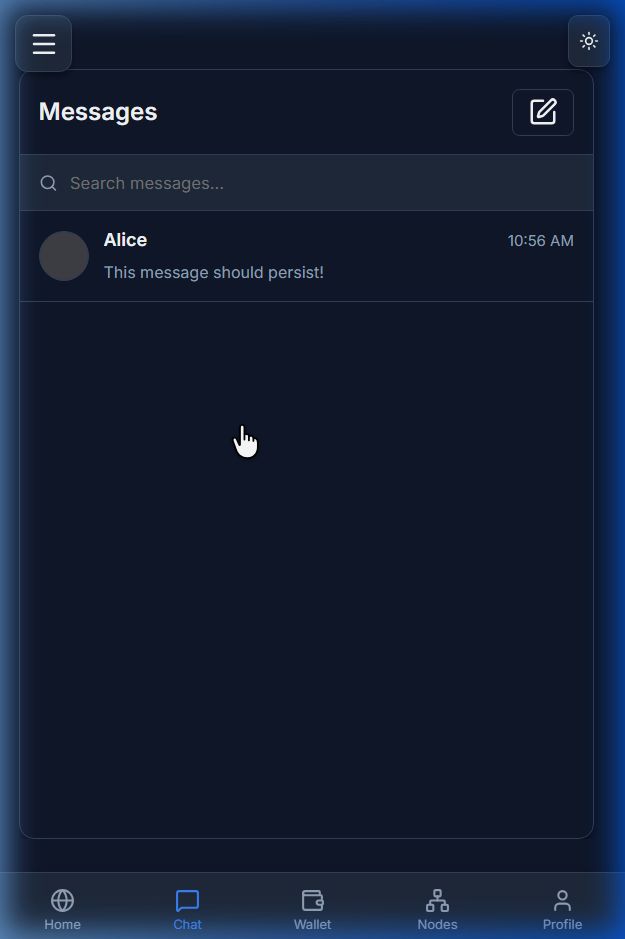 Messages
Search messages...
Alice
10:56 AM
This message should persist!
Home
Chat
Wallet
Nodes
Profile